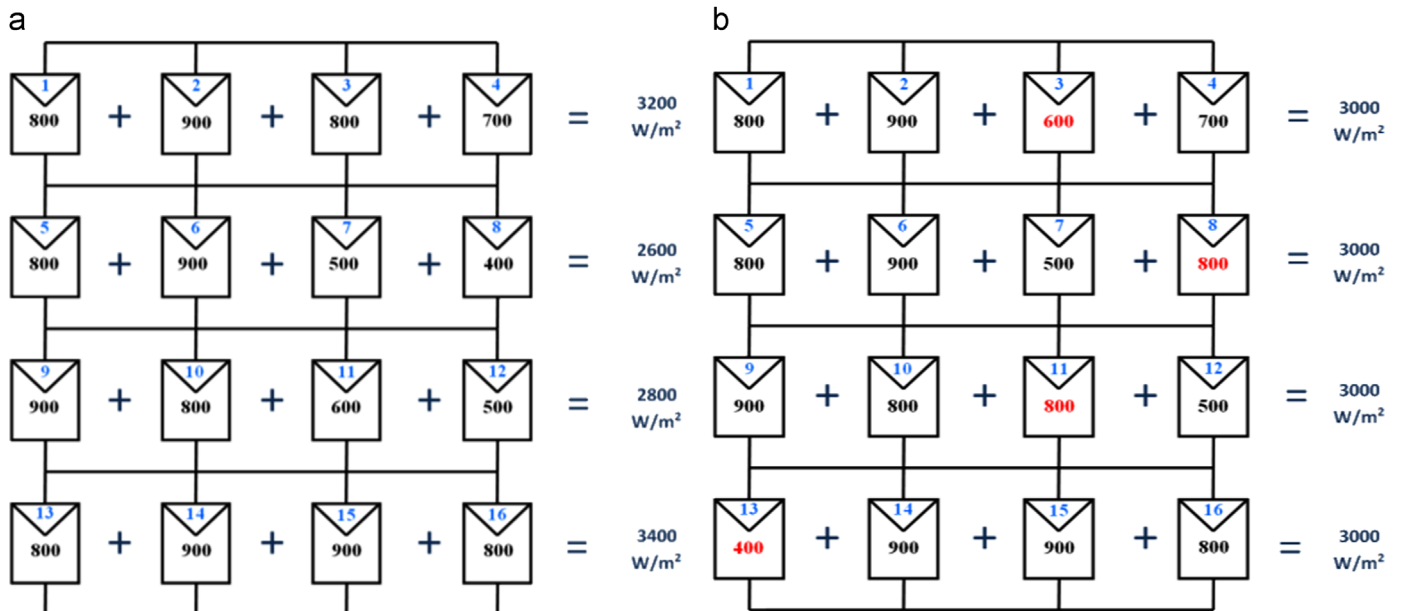 a
1 2 3 4
800 + 900 + 800 + 700 = 3200 W/m²
5 6 7 8
800 + 900 + 500 + 400 = 2600 W/m²
9 10 11 12
900 + 800 + 600 + 500 = 2800 W/m²
13 14 15 16
800 + 900 + 900 + 800 = 3400 W/m²
b
1 2 3 4
800 + 900 + 600 + 700 = 3000 W/m²
5 6 7 8
800 + 900 + 500 + 800 = 3000 W/m²
9 10 11 12
900 + 800 + 800 + 500 = 3000 W/m²
13 14 15 16
400 + 900 + 900 + 800 = 3000 W/m²